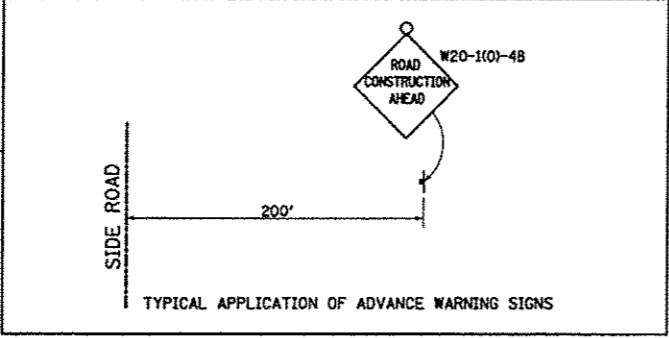 W20-1(O)-48
ROAD
CONSTRUCTION
AHEAD
SIDE ROAD
200'
TYPICAL APPLICATION OF ADVANCE WARNING SIGNS